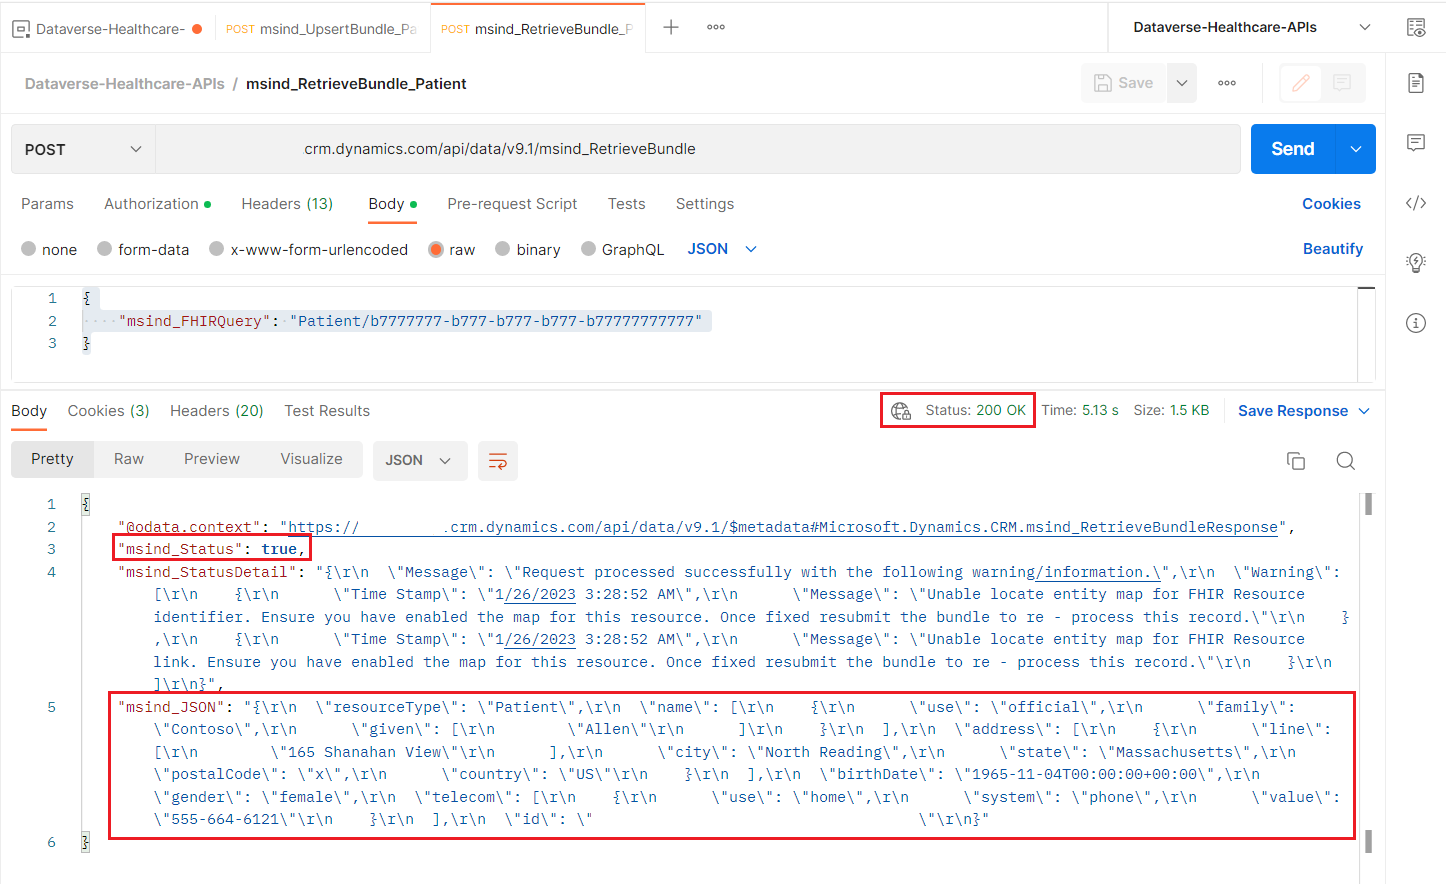 Dataverse-Healthcare-
POST msind_UpsertBundle_Pa
POST msind_RetrieveBundle_P
Dataverse-Healthcare-APIs
Dataverse-Healthcare-APIs / msind_RetrieveBundle_Patient
Save
POST
.crm.dynamics.com/api/data/v9.1/msind_RetrieveBundle
Send
Params Authorization Headers (13) Body Pre-request Script Tests Settings Cookies
none form-data x-www-form-urlencoded raw binary GraphQL JSON Beautify
1 {
2 "msind_FHIRQuery": "Patient/b7777777-b777-b777-b777-b77777777777"
3 }
Body Cookies (3) Headers (20) Test Results Status: 200 OK Time: 5.13 s Size: 1.5 KB Save Response
Pretty Raw Preview Visualize JSON
1 {
2 "@odata.context": "https:// .crm.dynamics.com/api/data/v9.1/$metadata#Microsoft.Dynamics.CRM.msind_RetrieveBundleResponse",
3 "msind_Status": true,
4 "msind_StatusDetail": "{\r\n  \"Message\": \"Request processed successfully with the following warning/information.\",\r\n  \"Warning\":
[\r\n    {\r\n      \"Time Stamp\": \"1/26/2023 3:28:52 AM\",\r\n      \"Message\": \"Unable locate entity map for FHIR Resource
identifier. Ensure you have enabled the map for this resource. Once fixed resubmit the bundle to re - process this record.\"\r\n    }
,\r\n    {\r\n      \"Time Stamp\": \"1/26/2023 3:28:52 AM\",\r\n      \"Message\": \"Unable locate entity map for FHIR Resource
link. Ensure you have enabled the map for this resource. Once fixed resubmit the bundle to re - process this record.\"\r\n    }\r\n
]\r\n}",
5 "msind_JSON": "{\r\n  \"resourceType\": \"Patient\",\r\n  \"name\": [\r\n    {\r\n      \"use\": \"official\",\r\n      \"family\":
\"Contoso\",\r\n      \"given\": [\r\n        \"Allen\"\r\n      ]\r\n    }\r\n  ],\r\n  \"address\": [\r\n    {\r\n      \"line\":
[\r\n        \"165 Shanahan View\"\r\n      ],\r\n      \"city\": \"North Reading\",\r\n      \"state\": \"Massachusetts\",\r\n
\"postalCode\": \"x\",\r\n      \"country\": \"US\"\r\n    }\r\n  ],\r\n  \"birthDate\": \"1965-11-04T00:00:00+00:00\",\r\n
\"gender\": \"female\",\r\n  \"telecom\": [\r\n    {\r\n      \"use\": \"home\",\r\n      \"system\": \"phone\",\r\n      \"value\":
\"555-664-6121\"\r\n    }\r\n  ],\r\n  \"id\": \" \"\r\n}"
6 }